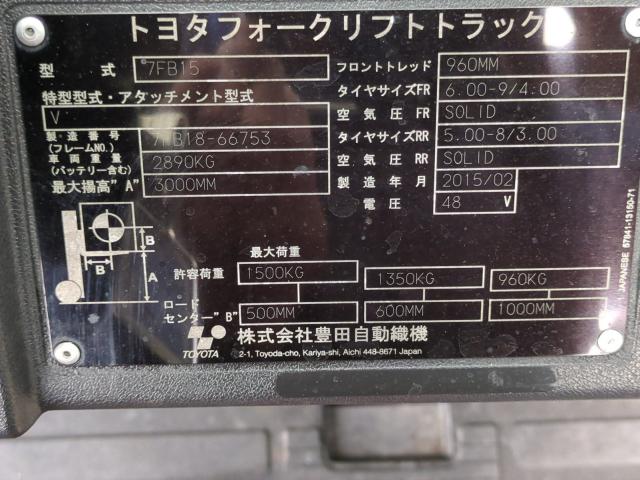 トヨタフォークリフトトラック
型 式 7FB15 フロントトレッド 960MM
特型型式・アタッチメント型式 タイヤサイズFR 6.00-9/4.00
V 空気圧 FR SOLID
製造番号 (フレームNO.) 7FB18-66753 タイヤサイズRR 5.00-8/3.00
車両重量 (バッテリー含む) 2890KG 空気圧 RR SOLID
最大揚高"A" 3000MM 製造年月 2015/02
電圧 48 V
B
B
A
最大荷重
許容荷重 1500KG 1350KG 960KG
ロード
センター"B" 500MM 600MM 1000MM
TOYOTA 株式会社豊田自動織機
2-1, Toyoda-cho, Kariya-shi, Aichi 448-8671 Japan
JAPANESE 57841-13150-71